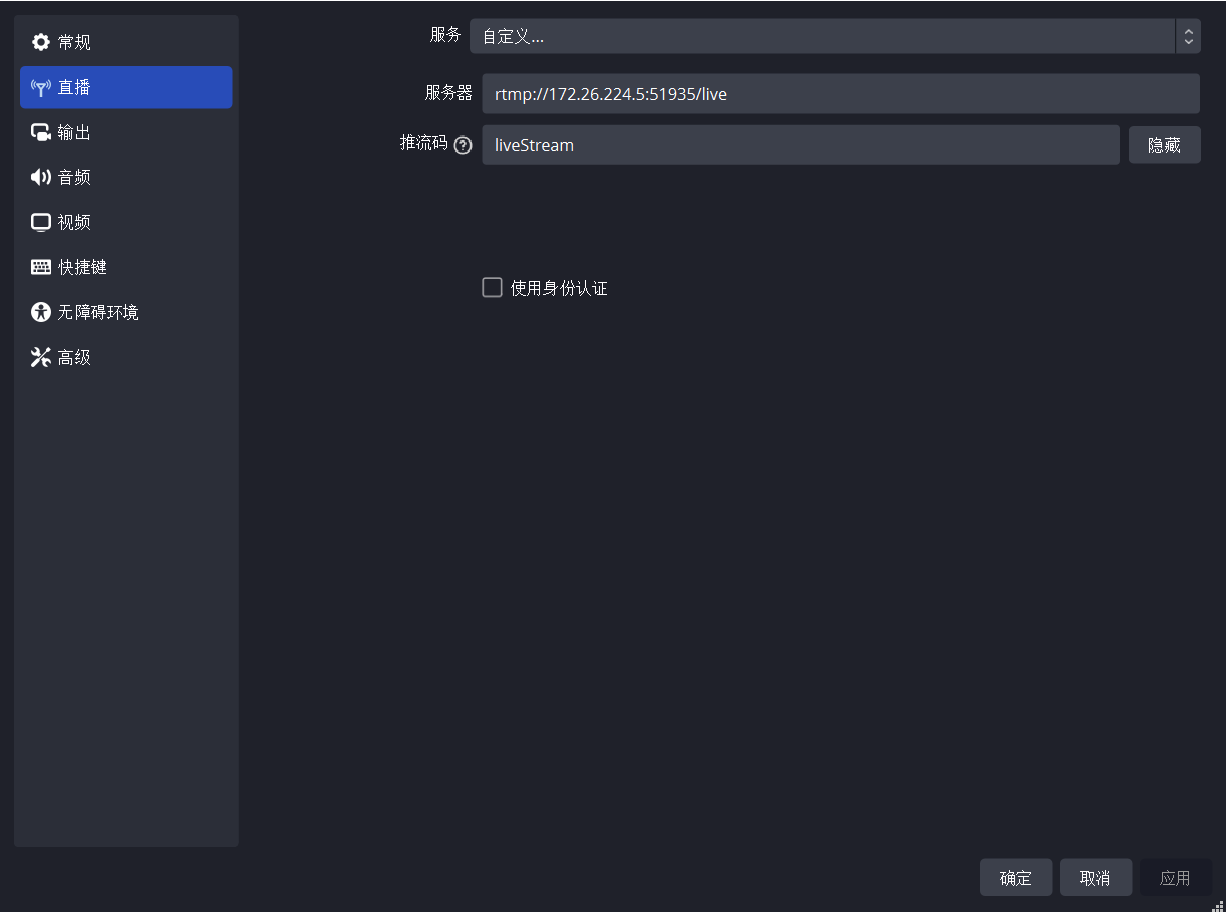 常规
直播
输出
音频
视频
快捷键
无障碍环境
高级
服务 自定义...
服务器 rtmp://172.26.224.5:51935/live
推流码 ? liveStream 隐藏
使用身份认证
确定 取消 应用